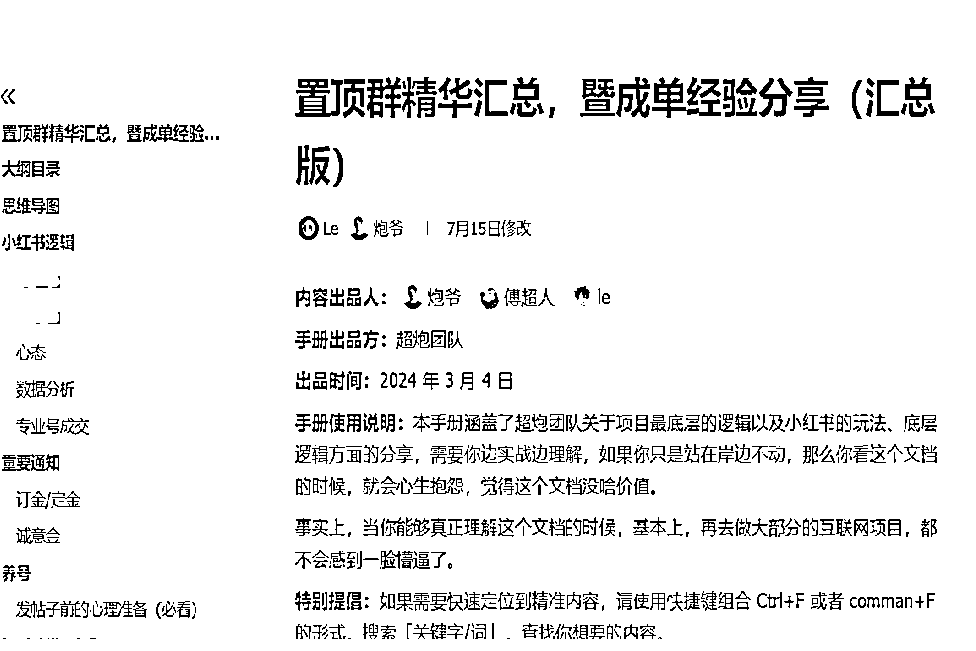 置顶群精华汇总，暨成单经验...
大纲目录
思维导图
小红书逻辑
心态
数据分析
专业号成交
重要通知
订金/定金
诚意金
养号
发帖子前的心理准备（必看）
置顶群精华汇总，暨成单经验分享（汇总
版）
Le 炮爷 | 7月15日修改
内容出品人： 炮爷 傅超人 le
手册出品方：超炮团队
出品时间：2024 年 3 月 4 日
手册使用说明：本手册涵盖了超炮团队关于项目最底层的逻辑以及小红书的玩法、底层
逻辑方面的分享，需要你边实战边理解，如果你只是站在岸边不动，那么你看这个文档
的时候，就会心生抱怨，觉得这个文档没啥价值。
事实上，当你能够真正理解这个文档的时候，基本上，再去做大部分的互联网项目，都
不会感到一脸懵逼了。
特别提倡：如果需要快速定位到精准内容，请使用快捷键组合 Ctrl+F 或者 comman+F
的形式，搜索「关键字/词」，查找你想要的内容。